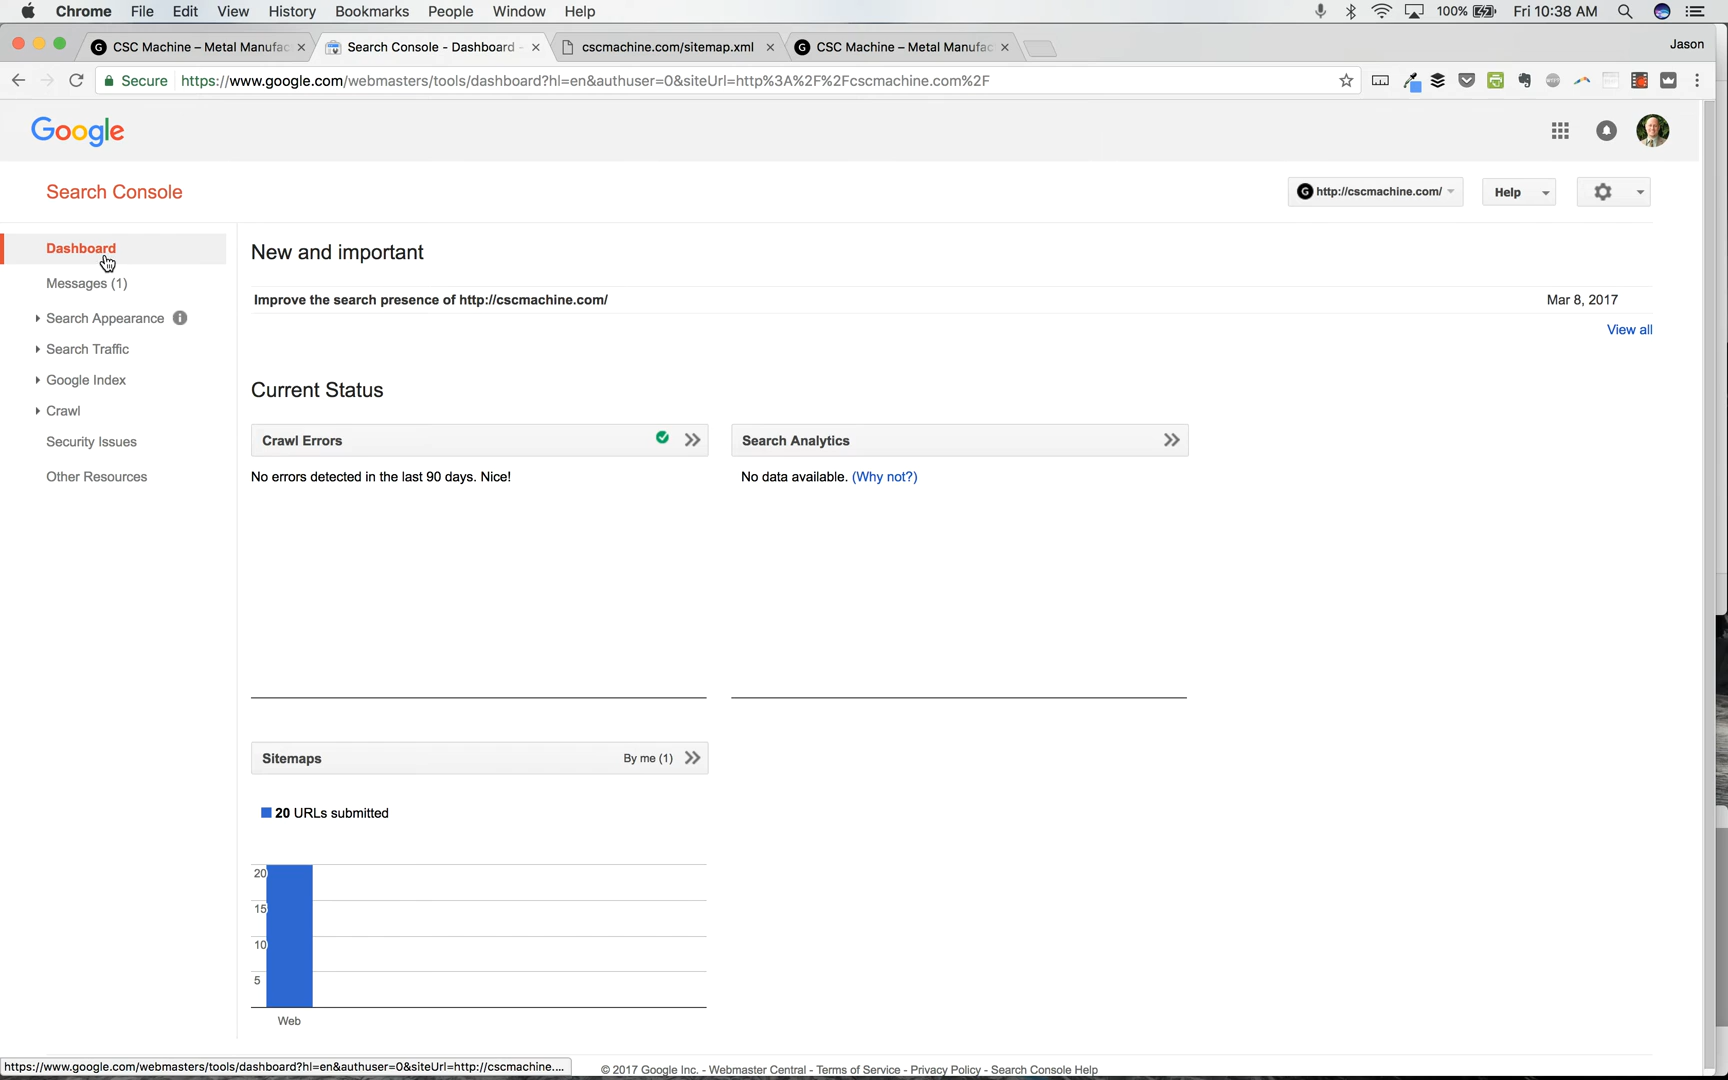 Chrome File Edit View History Bookmarks People Window Help 100% Fri 10:38 AM
CSC Machine – Metal Manufac Search Console - Dashboard - cscmachine.com/sitemap.xml CSC Machine – Metal Manufac Jason
Secure https://www.google.com/webmasters/tools/dashboard?hl=en&authuser=0&siteUrl=http%3A%2F%2Fcscmachine.com%2F
Google
Search Console
G http://cscmachine.com/ Help
Dashboard
Messages (1)
Search Appearance i
Search Traffic
Google Index
Crawl
Security Issues
Other Resources
New and important
Improve the search presence of http://cscmachine.com/ Mar 8, 2017
View all
Current Status
Crawl Errors
No errors detected in the last 90 days. Nice!
Search Analytics
No data available. (Why not?)
Sitemaps By me (1)
20 URLs submitted
20
15
10
5
Web
https://www.google.com/webmasters/tools/dashboard?hl=en&authuser=0&siteUrl=http://cscmachine....
© 2017 Google Inc. - Webmaster Central - Terms of Service - Privacy Policy - Search Console Help